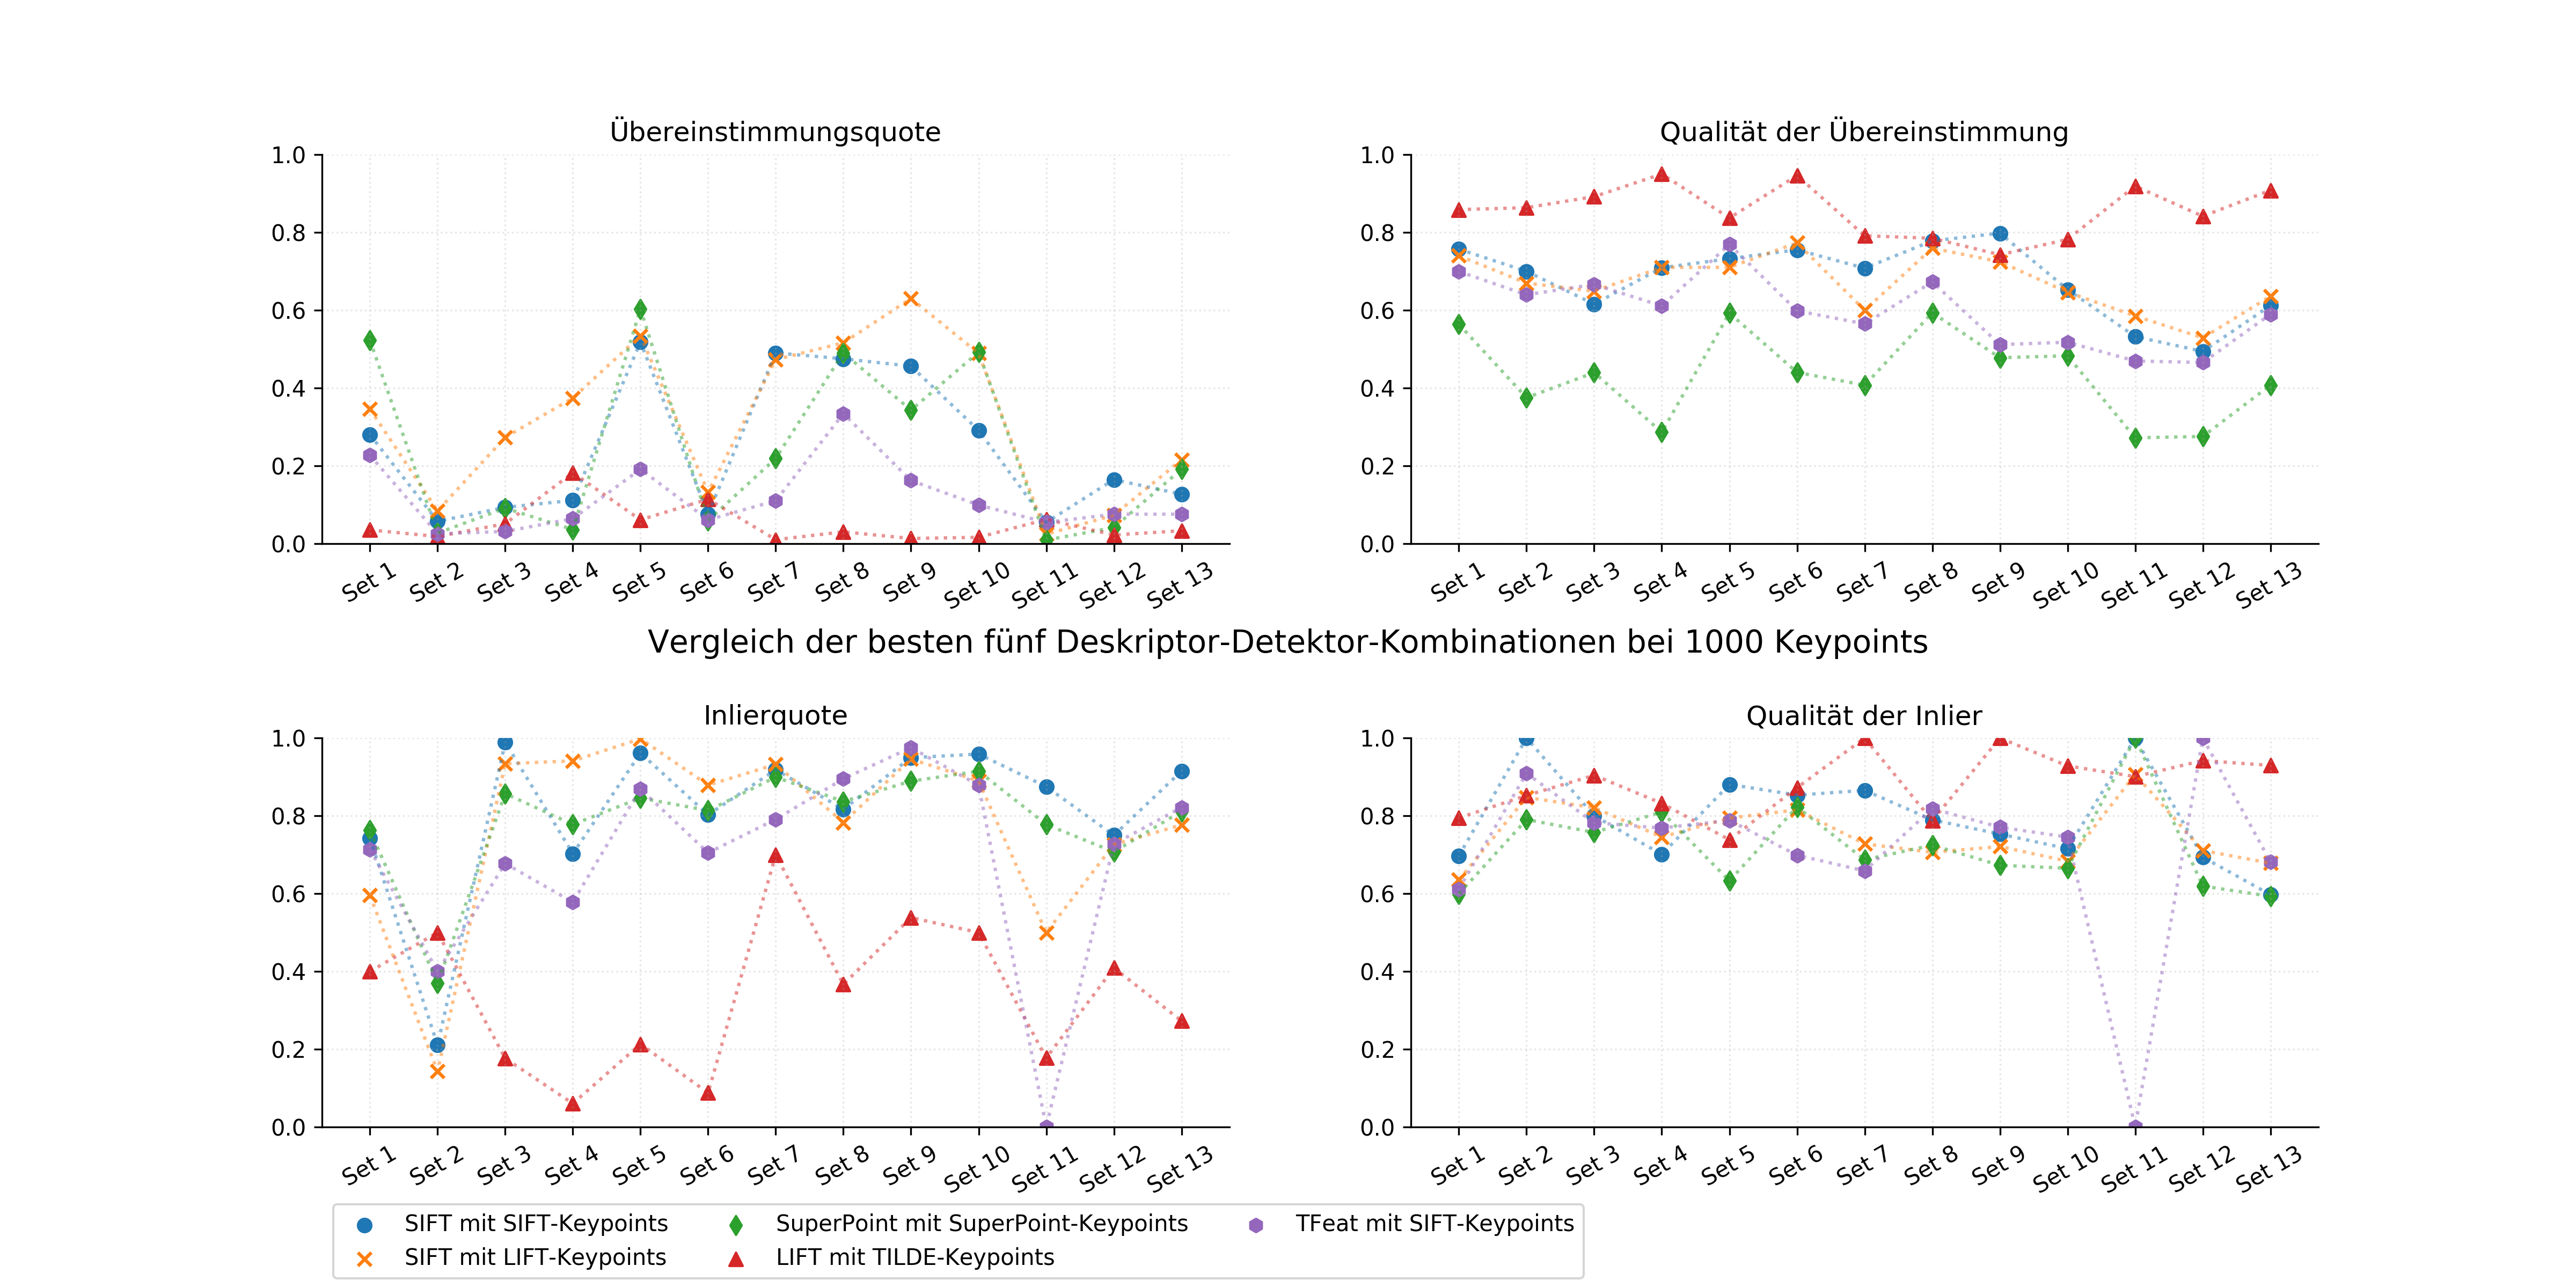 Übereinstimmungsquote
1.0
0.8
0.6
0.4
0.2
0.0
Set 1 Set 2 Set 3 Set 4 Set 5 Set 6 Set 7 Set 8 Set 9 Set 10 Set 11 Set 12 Set 13
Qualität der Übereinstimmung
1.0
0.8
0.6
0.4
0.2
0.0
Set 1 Set 2 Set 3 Set 4 Set 5 Set 6 Set 7 Set 8 Set 9 Set 10 Set 11 Set 12 Set 13
Vergleich der besten fünf Deskriptor-Detektor-Kombinationen bei 1000 Keypoints
Inlierquote
1.0
0.8
0.6
0.4
0.2
0.0
Set 1 Set 2 Set 3 Set 4 Set 5 Set 6 Set 7 Set 8 Set 9 Set 10 Set 11 Set 12 Set 13
Qualität der Inlier
1.0
0.8
0.6
0.4
0.2
0.0
Set 1 Set 2 Set 3 Set 4 Set 5 Set 6 Set 7 Set 8 Set 9 Set 10 Set 11 Set 12 Set 13
SIFT mit SIFT-Keypoints
SIFT mit LIFT-Keypoints
SuperPoint mit SuperPoint-Keypoints
LIFT mit TILDE-Keypoints
TFeat mit SIFT-Keypoints